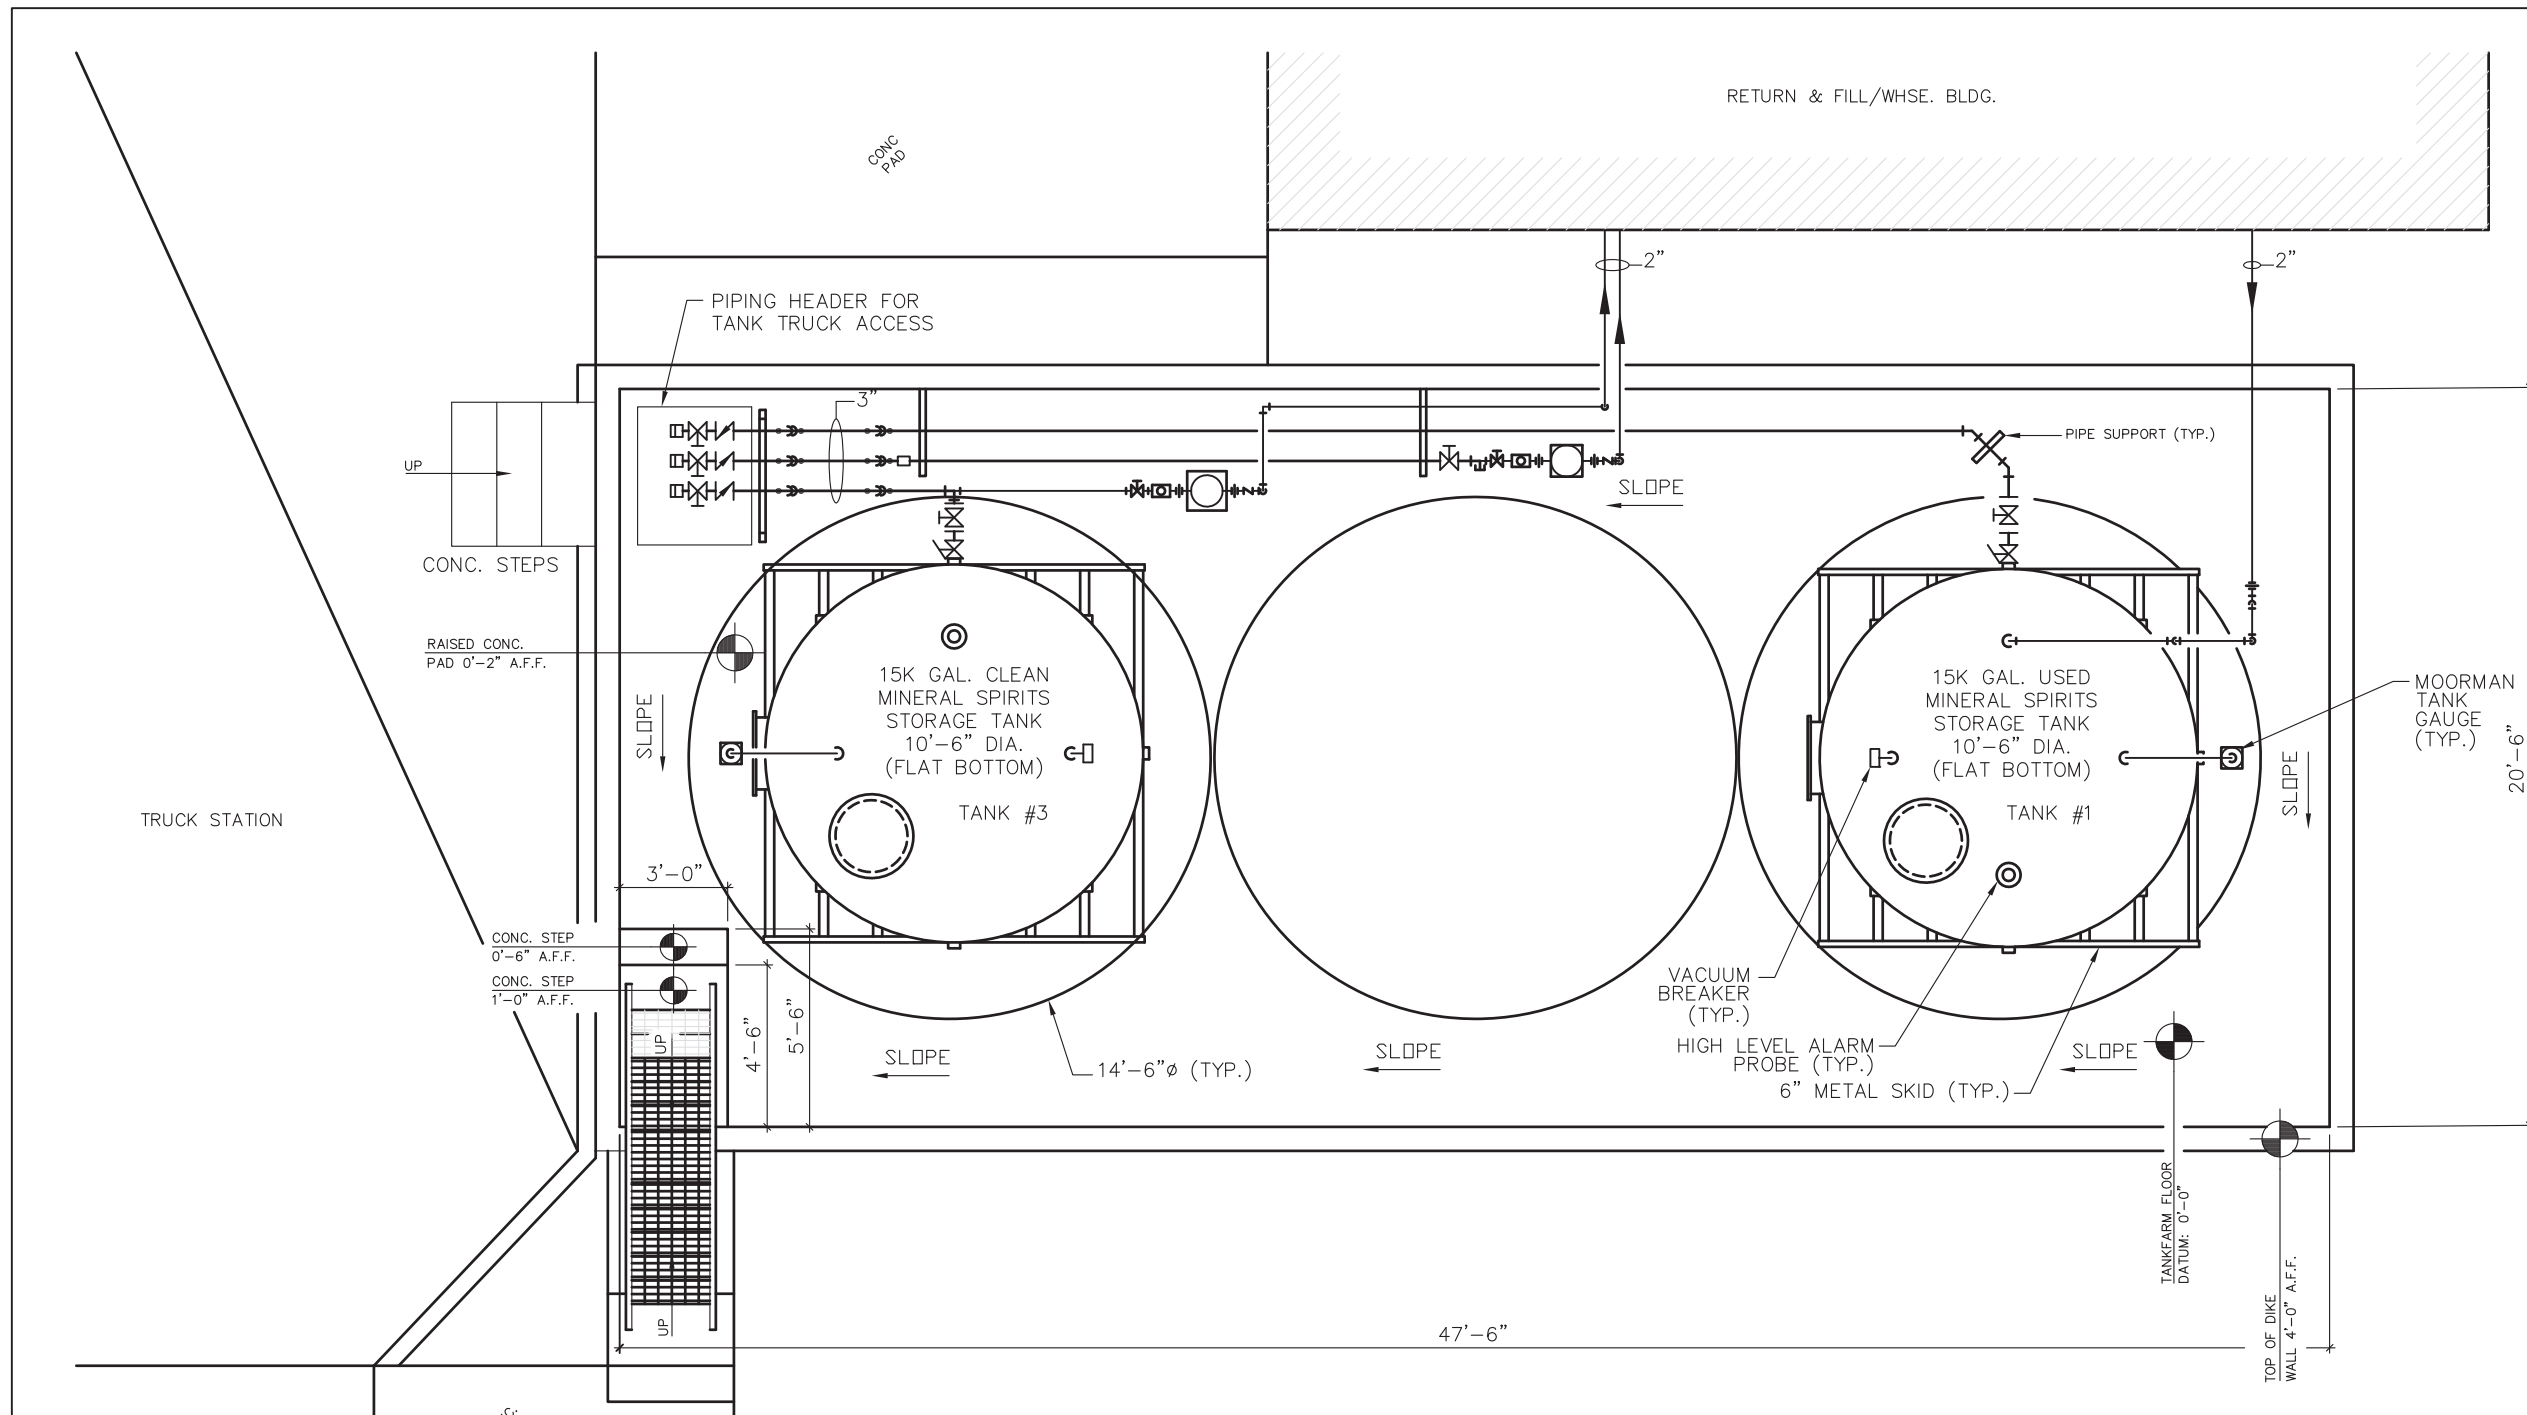 RETURN & FILL/WHSE. BLDG.
CONC
PAD
2"
2"
PIPING HEADER FOR
TANK TRUCK ACCESS
3"
PIPE SUPPORT (TYP.)
UP
SLOPE
CONC. STEPS
RAISED CONC.
PAD 0'-2" A.F.F.
SLOPE
15K GAL. CLEAN
MINERAL SPIRITS
STORAGE TANK
10'-6" DIA.
(FLAT BOTTOM)
TANK #3
15K GAL. USED
MINERAL SPIRITS
STORAGE TANK
10'-6" DIA.
(FLAT BOTTOM)
TANK #1
MOORMAN
TANK
GAUGE
(TYP.)
20'-6"
SLOPE
TRUCK STATION
3'-0"
CONC. STEP
0'-6" A.F.F.
CONC. STEP
1'-0" A.F.F.
UP
4'-6"
5'-6"
SLOPE
14'-6"ø (TYP.)
SLOPE
VACUUM
BREAKER
(TYP.)
HIGH LEVEL ALARM
PROBE (TYP.)
6" METAL SKID (TYP.)
SLOPE
TANKFARM FLOOR
DATUM: 0'-0"
TOP OF DIKE
WALL 4'-0" A.F.F.
UP
47'-6"